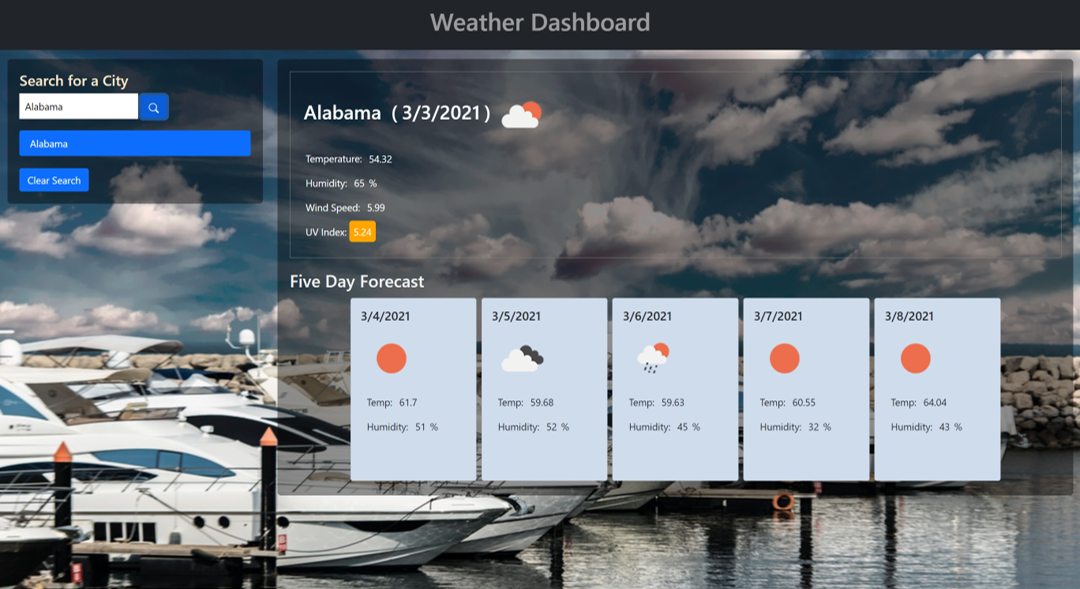 Weather Dashboard
Search for a City
Alabama
Alabama
Clear Search
Alabama ( 3/3/2021 )
Temperature: 54.32
Humidity: 65 %
Wind Speed: 5.99
UV Index: 5.24
Five Day Forecast
3/4/2021
Temp: 61.7
Humidity: 51 %
3/5/2021
Temp: 59.68
Humidity: 52 %
3/6/2021
Temp: 59.63
Humidity: 45 %
3/7/2021
Temp: 60.55
Humidity: 32 %
3/8/2021
Temp: 64.04
Humidity: 43 %